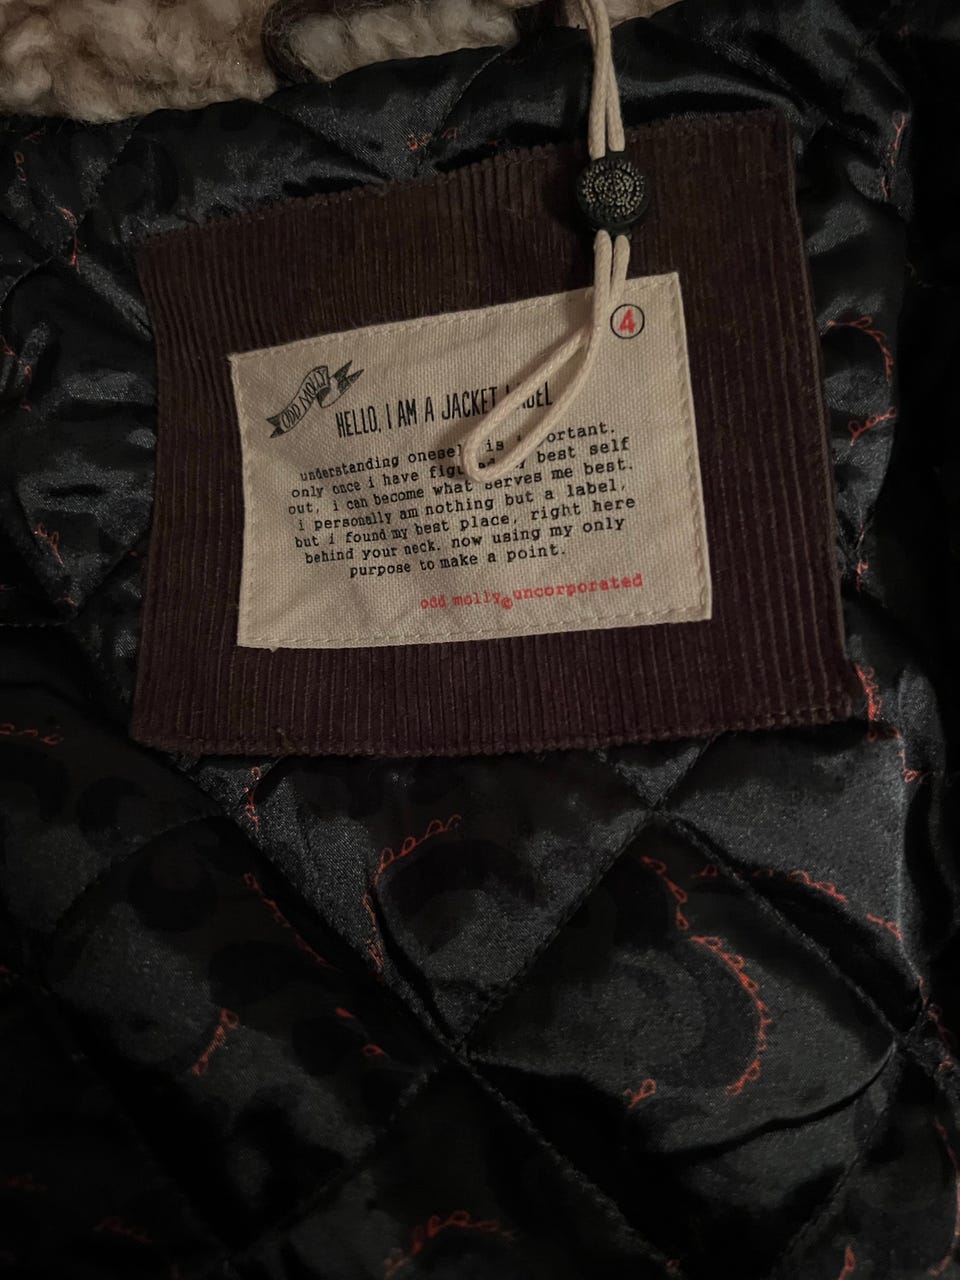 4
ODD MOLLY
HELLO, I AM A JACKET
understanding oneself is
only once i have best self
out, i can become what serves me best.
i personally am nothing but a label,
but i found my best place, right here
behind your neck. now using my only
purpose to make a point.
odd molly©uncorporated